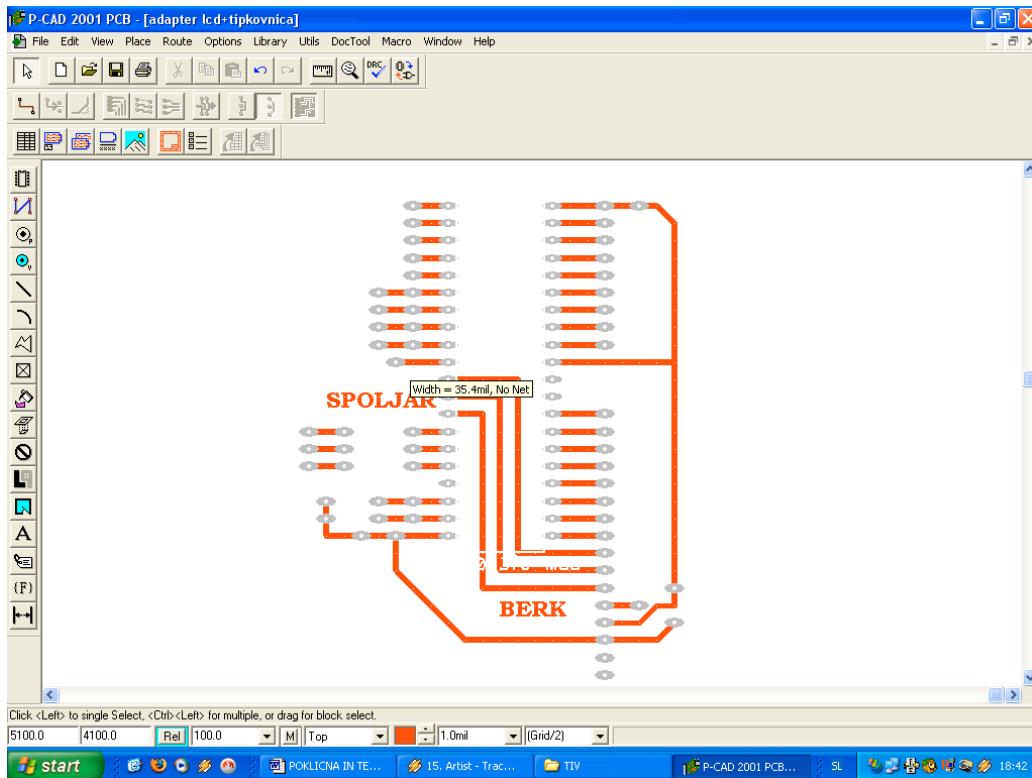 P-CAD 2001 PCB - [adapter lcd+tipkovnica]
File Edit View Place Route Options Library Utils DocTool Macro Window Help
DRC
Width = 35.4mil, No Net
SPOLJAR
BERK
Click <Left> to single Select, <Ctrl><Left> for multiple, or drag for block select.
5100.0 4100.0 Rel 100.0 M Top 1.0mil (Grid/2)
start POKLICNA IN TE... 15. Artist - Trac... TIV P-CAD 2001 PCB... SL 18:42